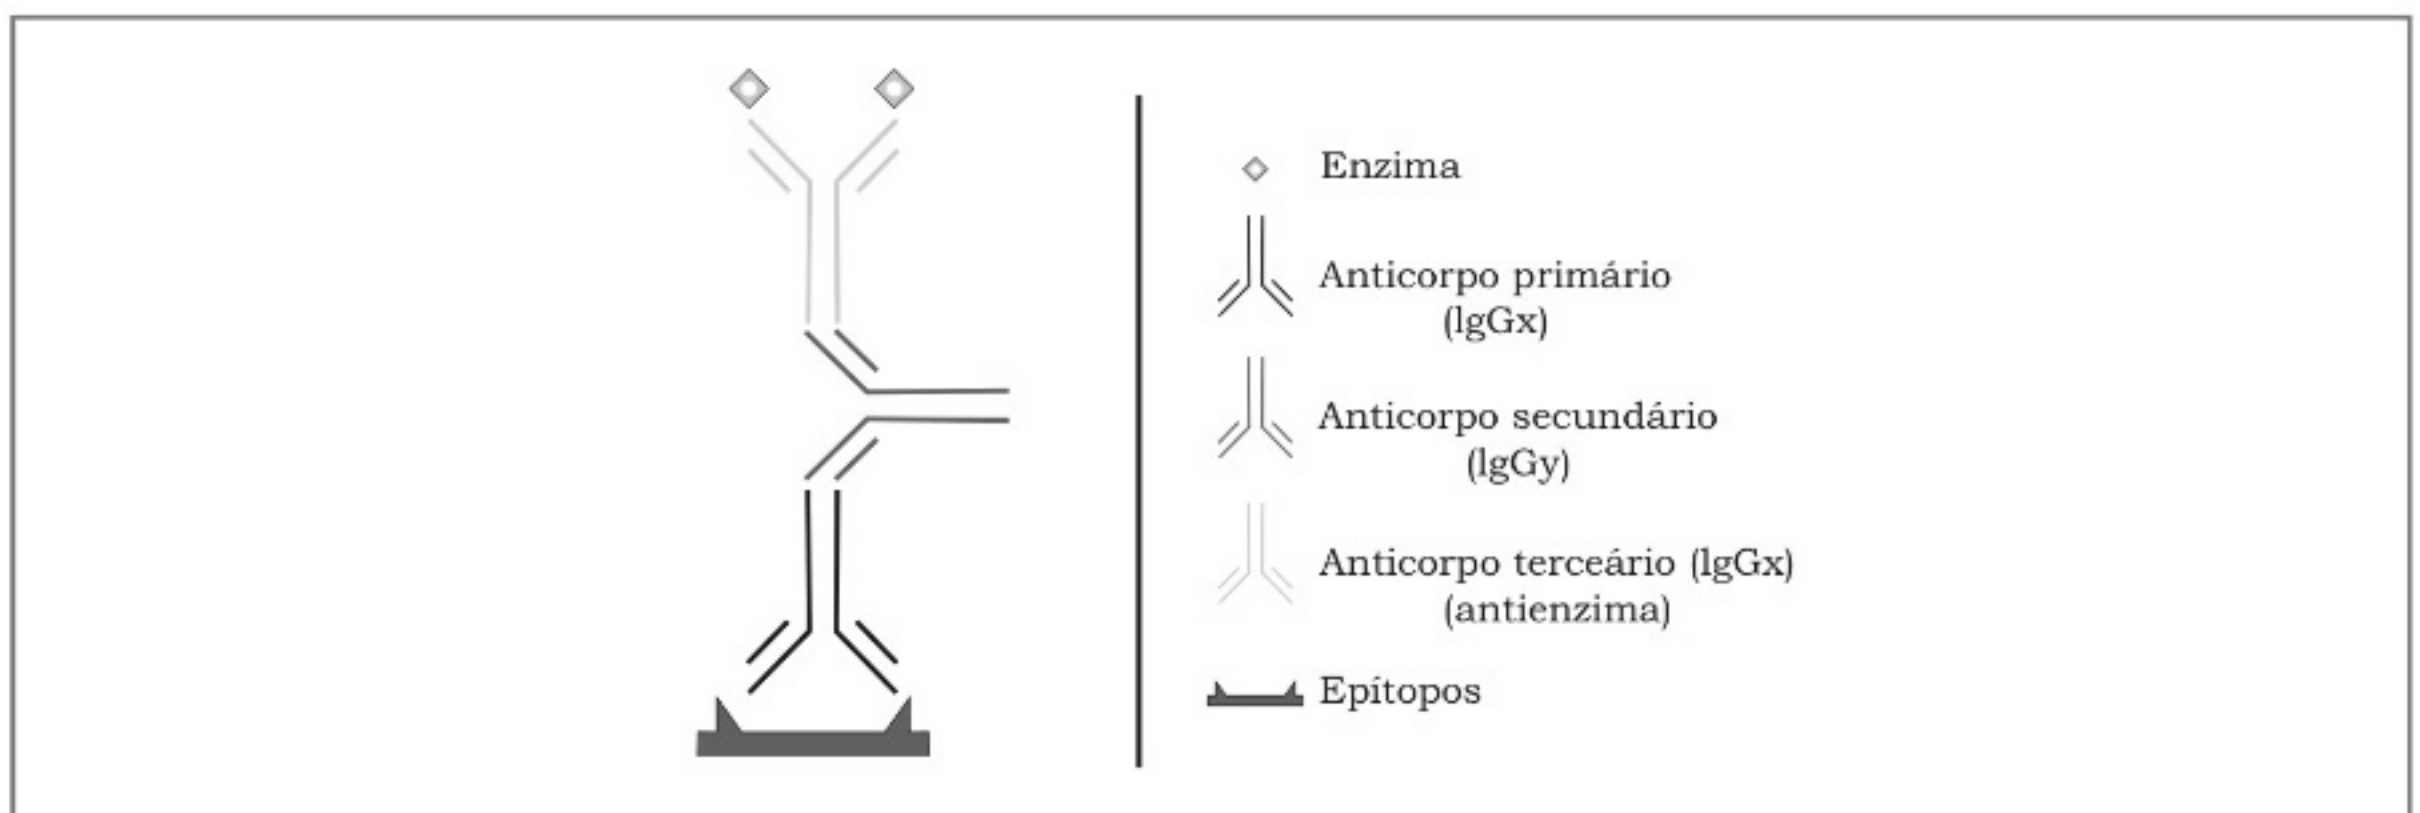 Enzima
Anticorpo primário
(lgGx)
Anticorpo secundário
(lgGy)
Anticorpo terceário (lgGx)
(antienzima)
Epítopos